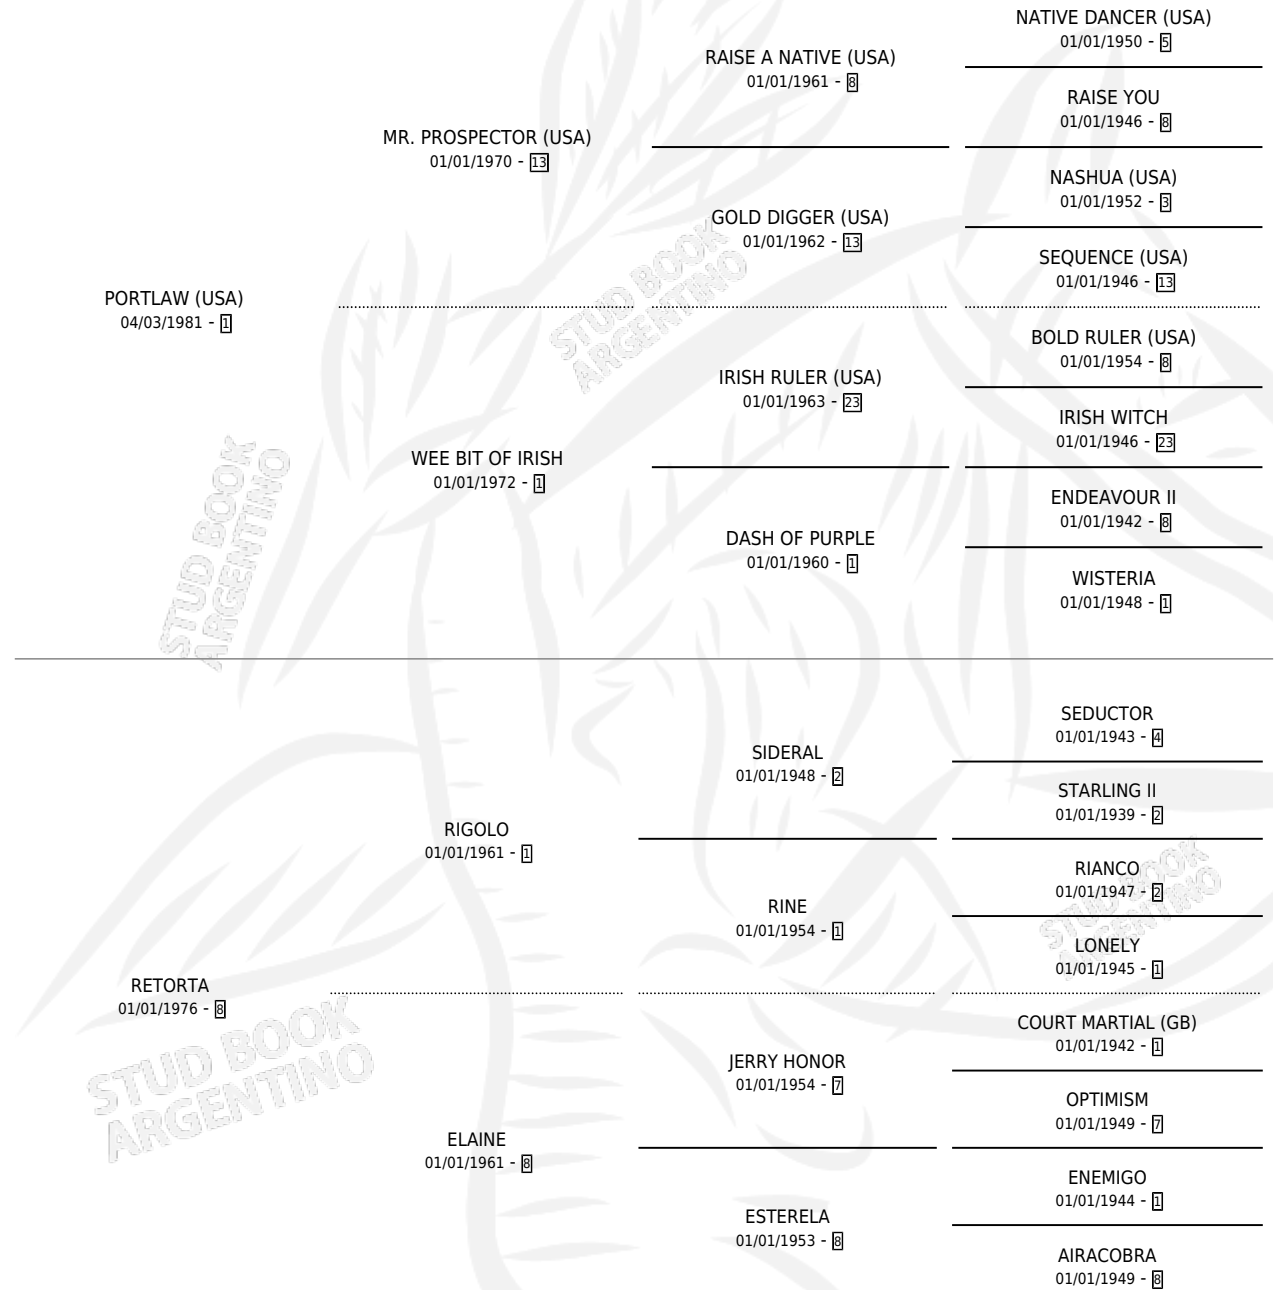 NATIVE DANCER (USA)
01/01/1950 - 5
RAISE A NATIVE (USA)
01/01/1961 - 8
RAISE YOU
01/01/1946 - 8
MR. PROSPECTOR (USA)
01/01/1970 - 13
NASHUA (USA)
01/01/1952 - 3
GOLD DIGGER (USA)
01/01/1962 - 13
SEQUENCE (USA)
01/01/1946 - 13
PORTLAW (USA)
04/03/1981 - 1
STUD BOOK
ARGENTINO
BOLD RULER (USA)
01/01/1954 - 8
IRISH RULER (USA)
01/01/1963 - 23
IRISH WITCH
01/01/1946 - 23
WEE BIT OF IRISH
01/01/1972 - 1
ENDEAVOUR II
01/01/1942 - 8
DASH OF PURPLE
01/01/1960 - 1
WISTERIA
01/01/1948 - 1
STUD BOOK
ARGENTINO
SEDUCTOR
01/01/1943 - 4
SIDERAL
01/01/1948 - 2
STARLING II
01/01/1939 - 2
RIGOLO
01/01/1961 - 1
RIANCO
01/01/1947 - 2
RINE
01/01/1954 - 1
LONELY
01/01/1945 - 1
STUD BOOK
ARGENTINO
RETORTA
01/01/1976 - 8
STUD BOOK
ARGENTINO
COURT MARTIAL (GB)
01/01/1942 - 1
JERRY HONOR
01/01/1954 - 7
OPTIMISM
01/01/1949 - 7
ELAINE
01/01/1961 - 8
ENEMIGO
01/01/1944 - 1
ESTERELA
01/01/1953 - 8
AIRACOBRA
01/01/1949 - 8